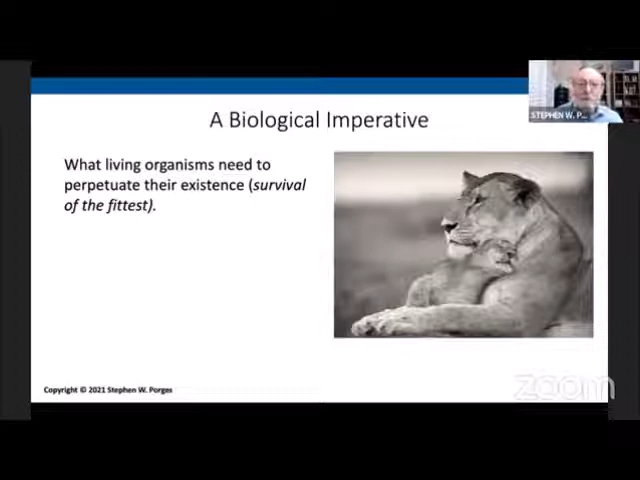 A Biological Imperative
STEPHEN W. P...
What living organisms need to
perpetuate their existence (survival
of the fittest).
Copyright © 2021 Stephen W. Porges
zoom